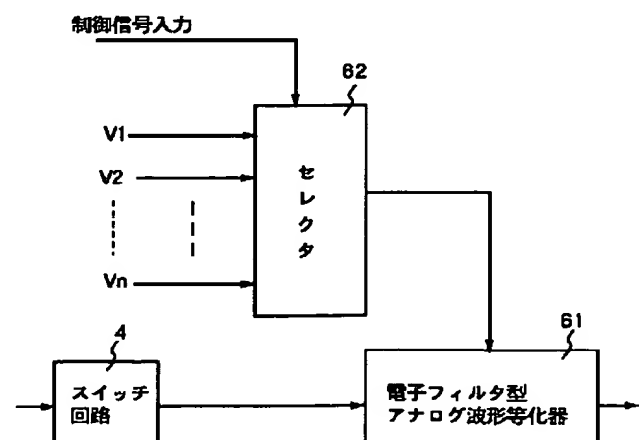 制御信号入力
62
V1
V2
Vn
セレクタ
4
スイッチ
回路
61
電子フィルタ型
アナログ波形等化器